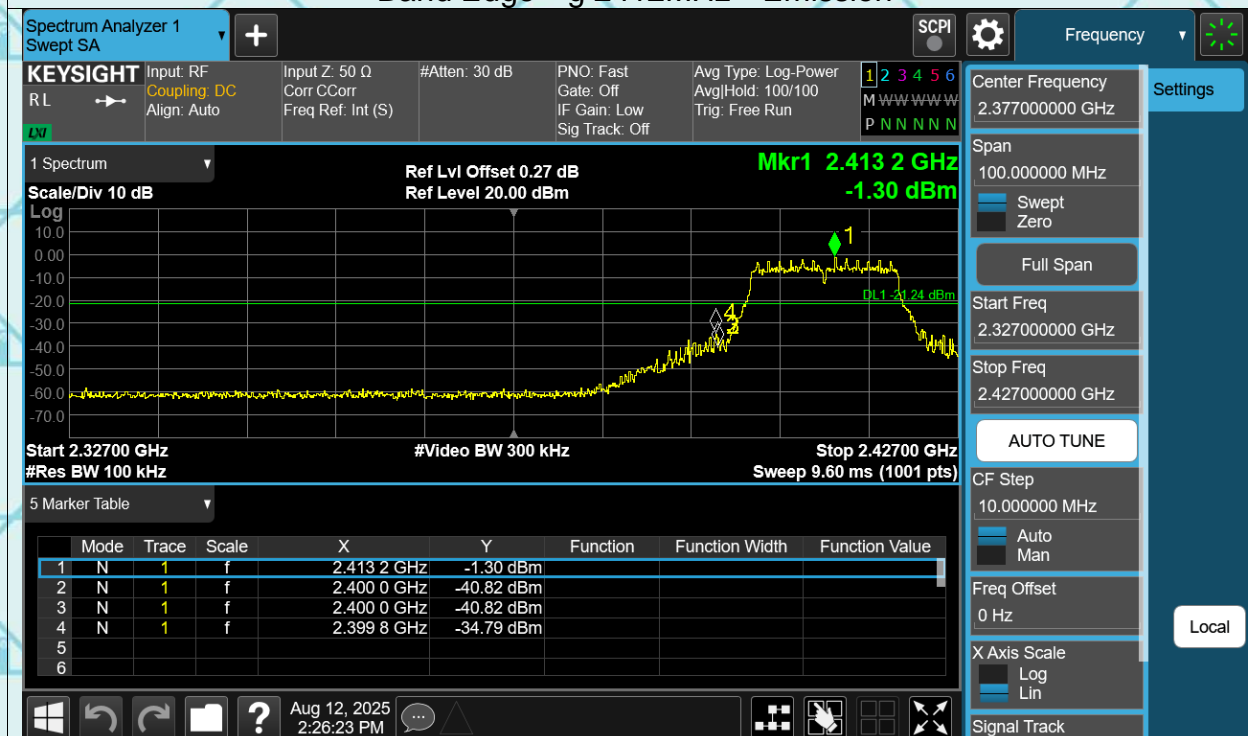 Spectrum Analyzer 1
Swept SA
+
SCPI
Frequency
KEYSIGHT
RL
LXI
Input: RF
Coupling: DC
Align: Auto
Input Z: 50 Ω
Corr CCorr
Freq Ref: Int (S)
#Atten: 30 dB
PNO: Fast
Gate: Off
IF Gain: Low
Sig Track: Off
Avg Type: Log-Power
Avg|Hold: 100/100
Trig: Free Run
1 2 3 4 5 6
M W W W W W
P N N N N N
1 Spectrum
Scale/Div 10 dB
Ref Lvl Offset 0.27 dB
Ref Level 20.00 dBm
Mkr1 2.413 2 GHz
-1.30 dBm
Log
10.0
0.00
-10.0
-20.0
-30.0
-40.0
-50.0
-60.0
-70.0
1
DL1 -21.24 dBm
4
Start 2.32700 GHz
#Video BW 300 kHz
Stop 2.42700 GHz
#Res BW 100 kHz
Sweep 9.60 ms (1001 pts)
5 Marker Table
Mode Trace Scale X Y Function Function Width Function Value
1 N 1 f 2.413 2 GHz -1.30 dBm
2 N 1 f 2.400 0 GHz -40.82 dBm
3 N 1 f 2.400 0 GHz -40.82 dBm
4 N 1 f 2.399 8 GHz -34.79 dBm
5
6
?
Aug 12, 2025
2:26:23 PM
Center Frequency
2.377000000 GHz
Settings
Span
100.000000 MHz
Swept
Zero
Full Span
Start Freq
2.327000000 GHz
Stop Freq
2.427000000 GHz
AUTO TUNE
CF Step
10.000000 MHz
Auto
Man
Freq Offset
0 Hz
Local
X Axis Scale
Log
Lin
Signal Track